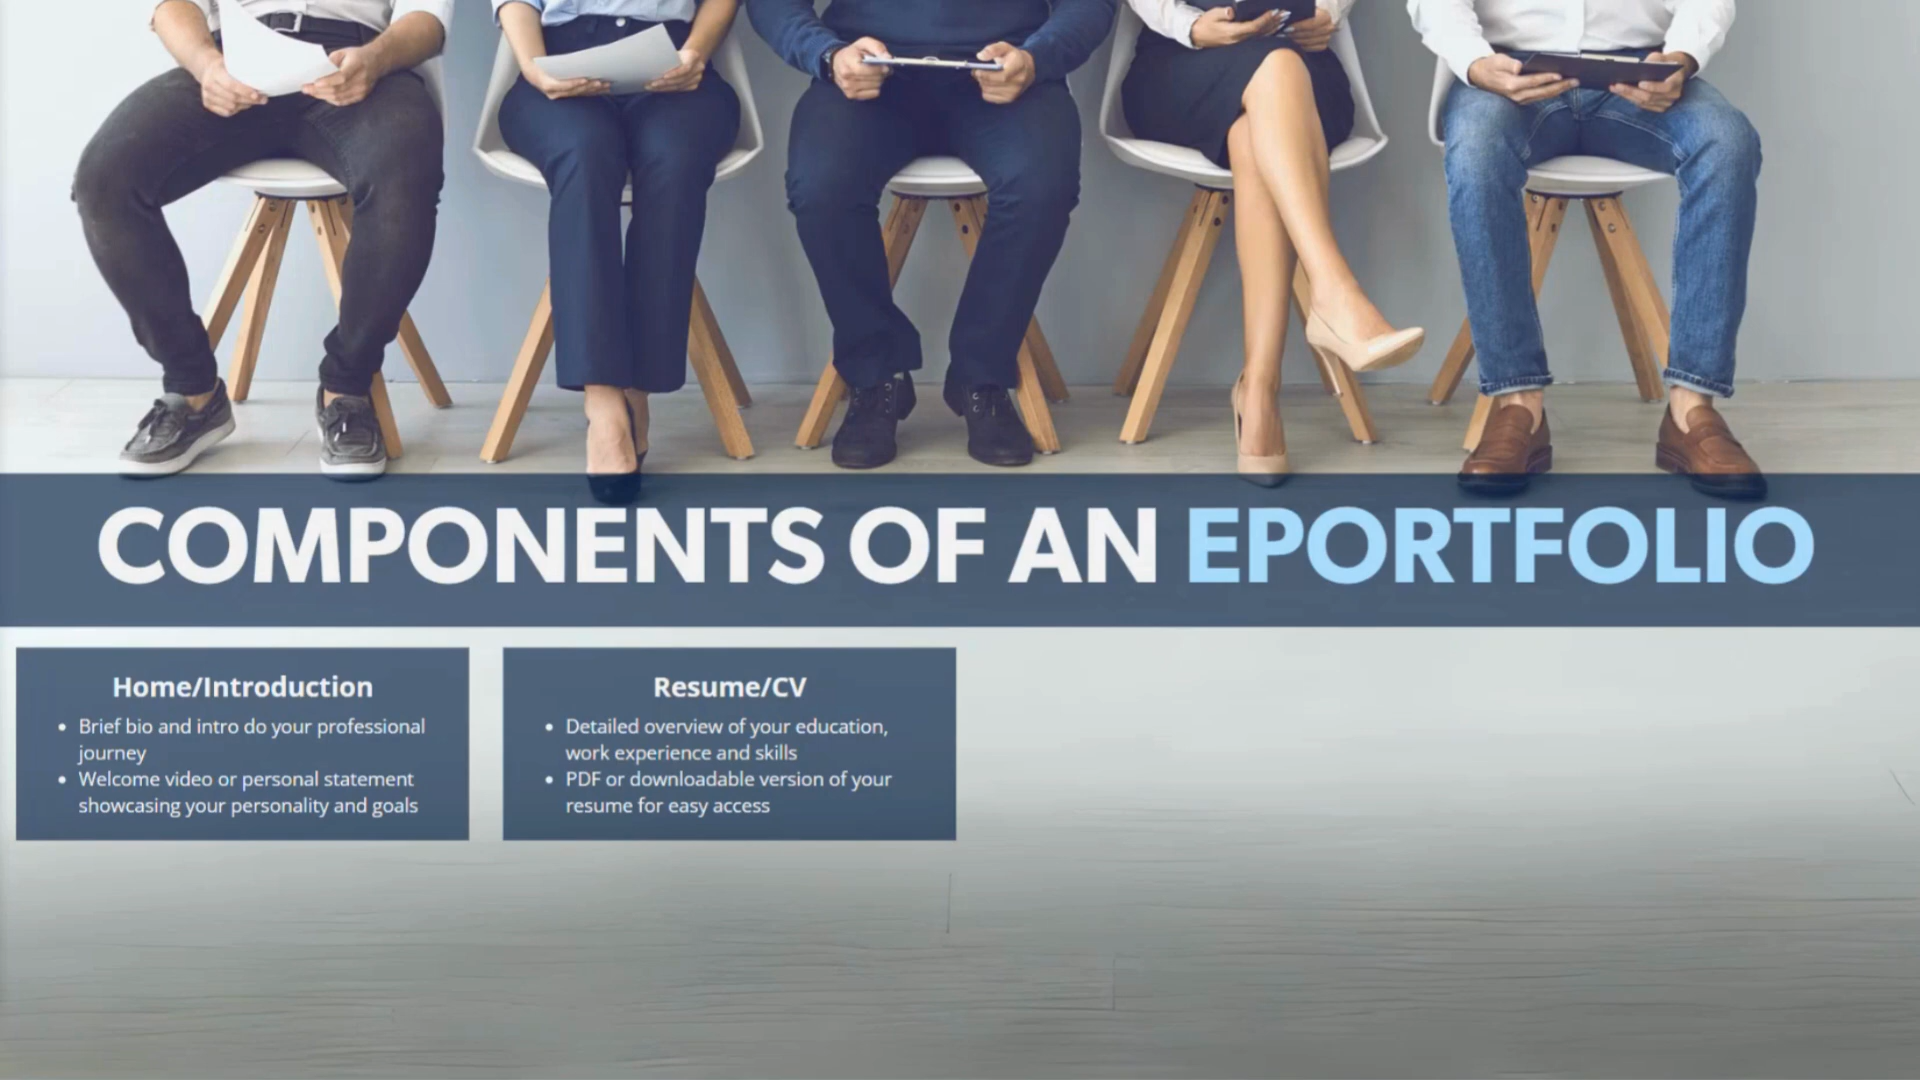 COMPONENTS OF AN EPORTFOLIO
Home/Introduction
• Brief bio and intro do your professional
journey
• Welcome video or personal statement
showcasing your personality and goals
Resume/CV
• Detailed overview of your education,
work experience and skills
• PDF or downloadable version of your
resume for easy access